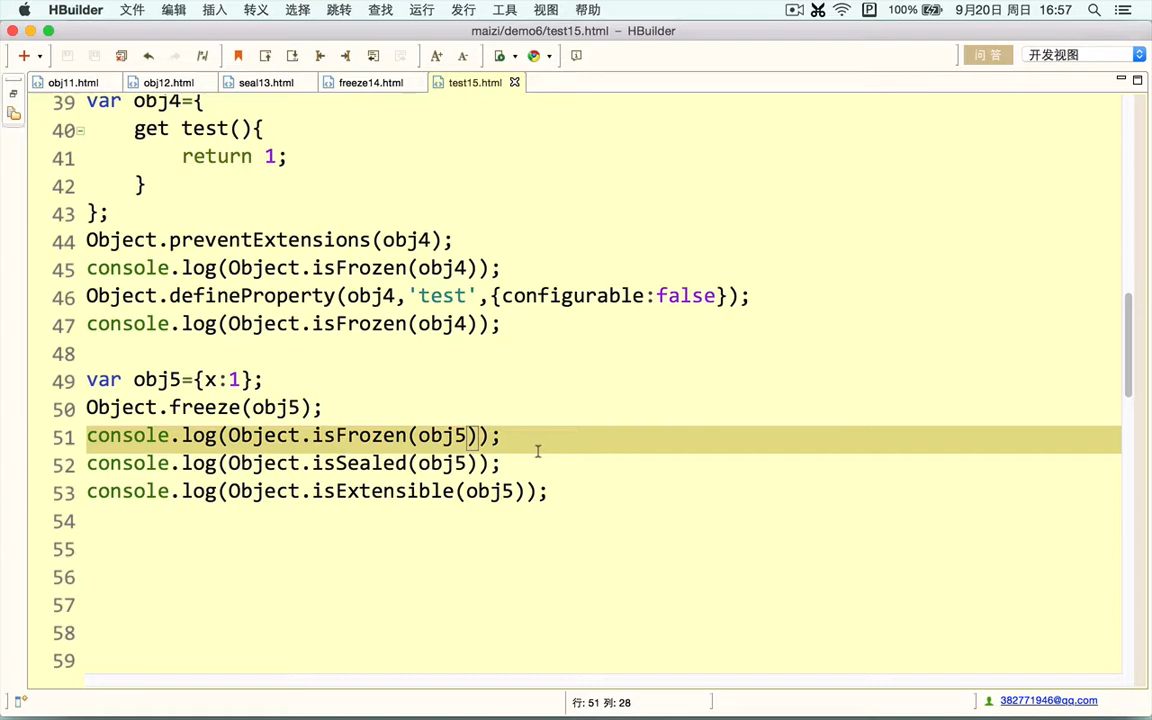 HBuilder 文件 编辑 插入 转义 选择 跳转 查找 运行 发行 工具 视图 帮助 100% 9月20日 周日 16:57
maizi/demo6/test15.html – HBuilder
问 答 开发视图
obj11.html obj12.html seal13.html freeze14.html test15.html
39 var obj4={
40 get test(){
41 return 1;
42 }
43 };
44 Object.preventExtensions(obj4);
45 console.log(Object.isFrozen(obj4));
46 Object.defineProperty(obj4,'test',{configurable:false});
47 console.log(Object.isFrozen(obj4));
48
49 var obj5={x:1};
50 Object.freeze(obj5);
51 console.log(Object.isFrozen(obj5));
52 console.log(Object.isSealed(obj5));
53 console.log(Object.isExtensible(obj5));
54
55
56
57
58
59
行: 51 列: 28 382771946@qq.com